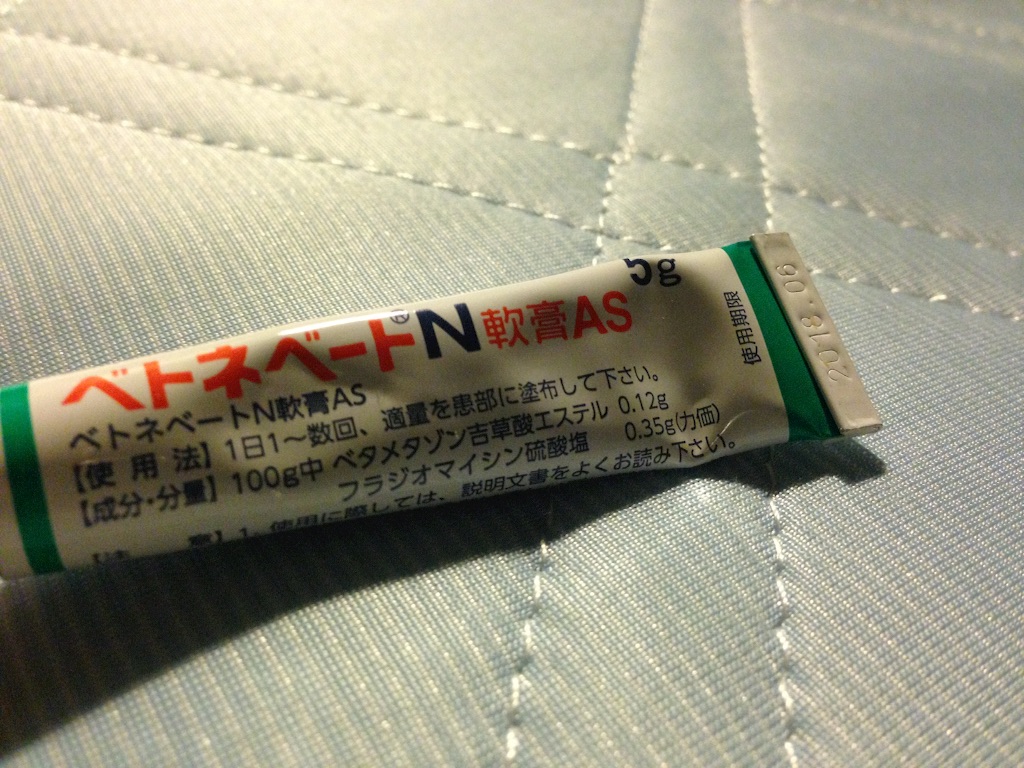 5g
ベトネベート®N軟膏AS
ベトネベートN軟膏AS
【使用法】1日1〜数回、適量を患部に塗布して下さい。
【成分・分量】100g中 ベタメタゾン吉草酸エステル 0.12g
フラジオマイシン硫酸塩 0.35g(力価)
【注 意】1. 使用に際しては、説明文書をよくお読み下さい。
使用期限
2018.06